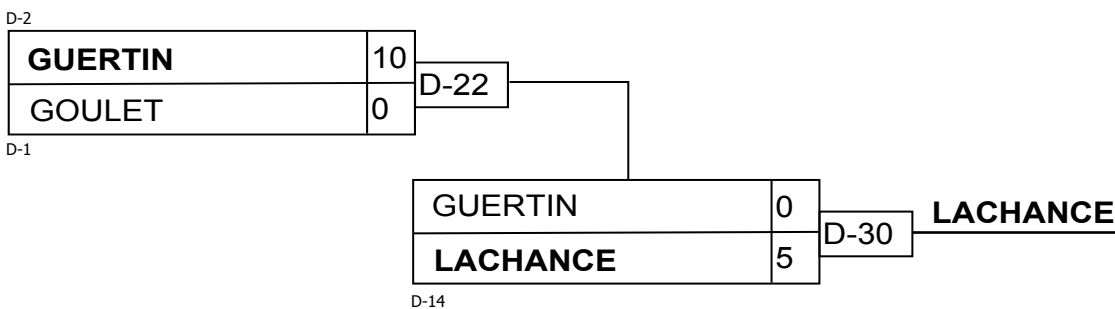 D-2
GUERTIN 10
D-22
GOULET 0
D-1
GUERTIN 0
D-30
LACHANCE
LACHANCE 5
D-14